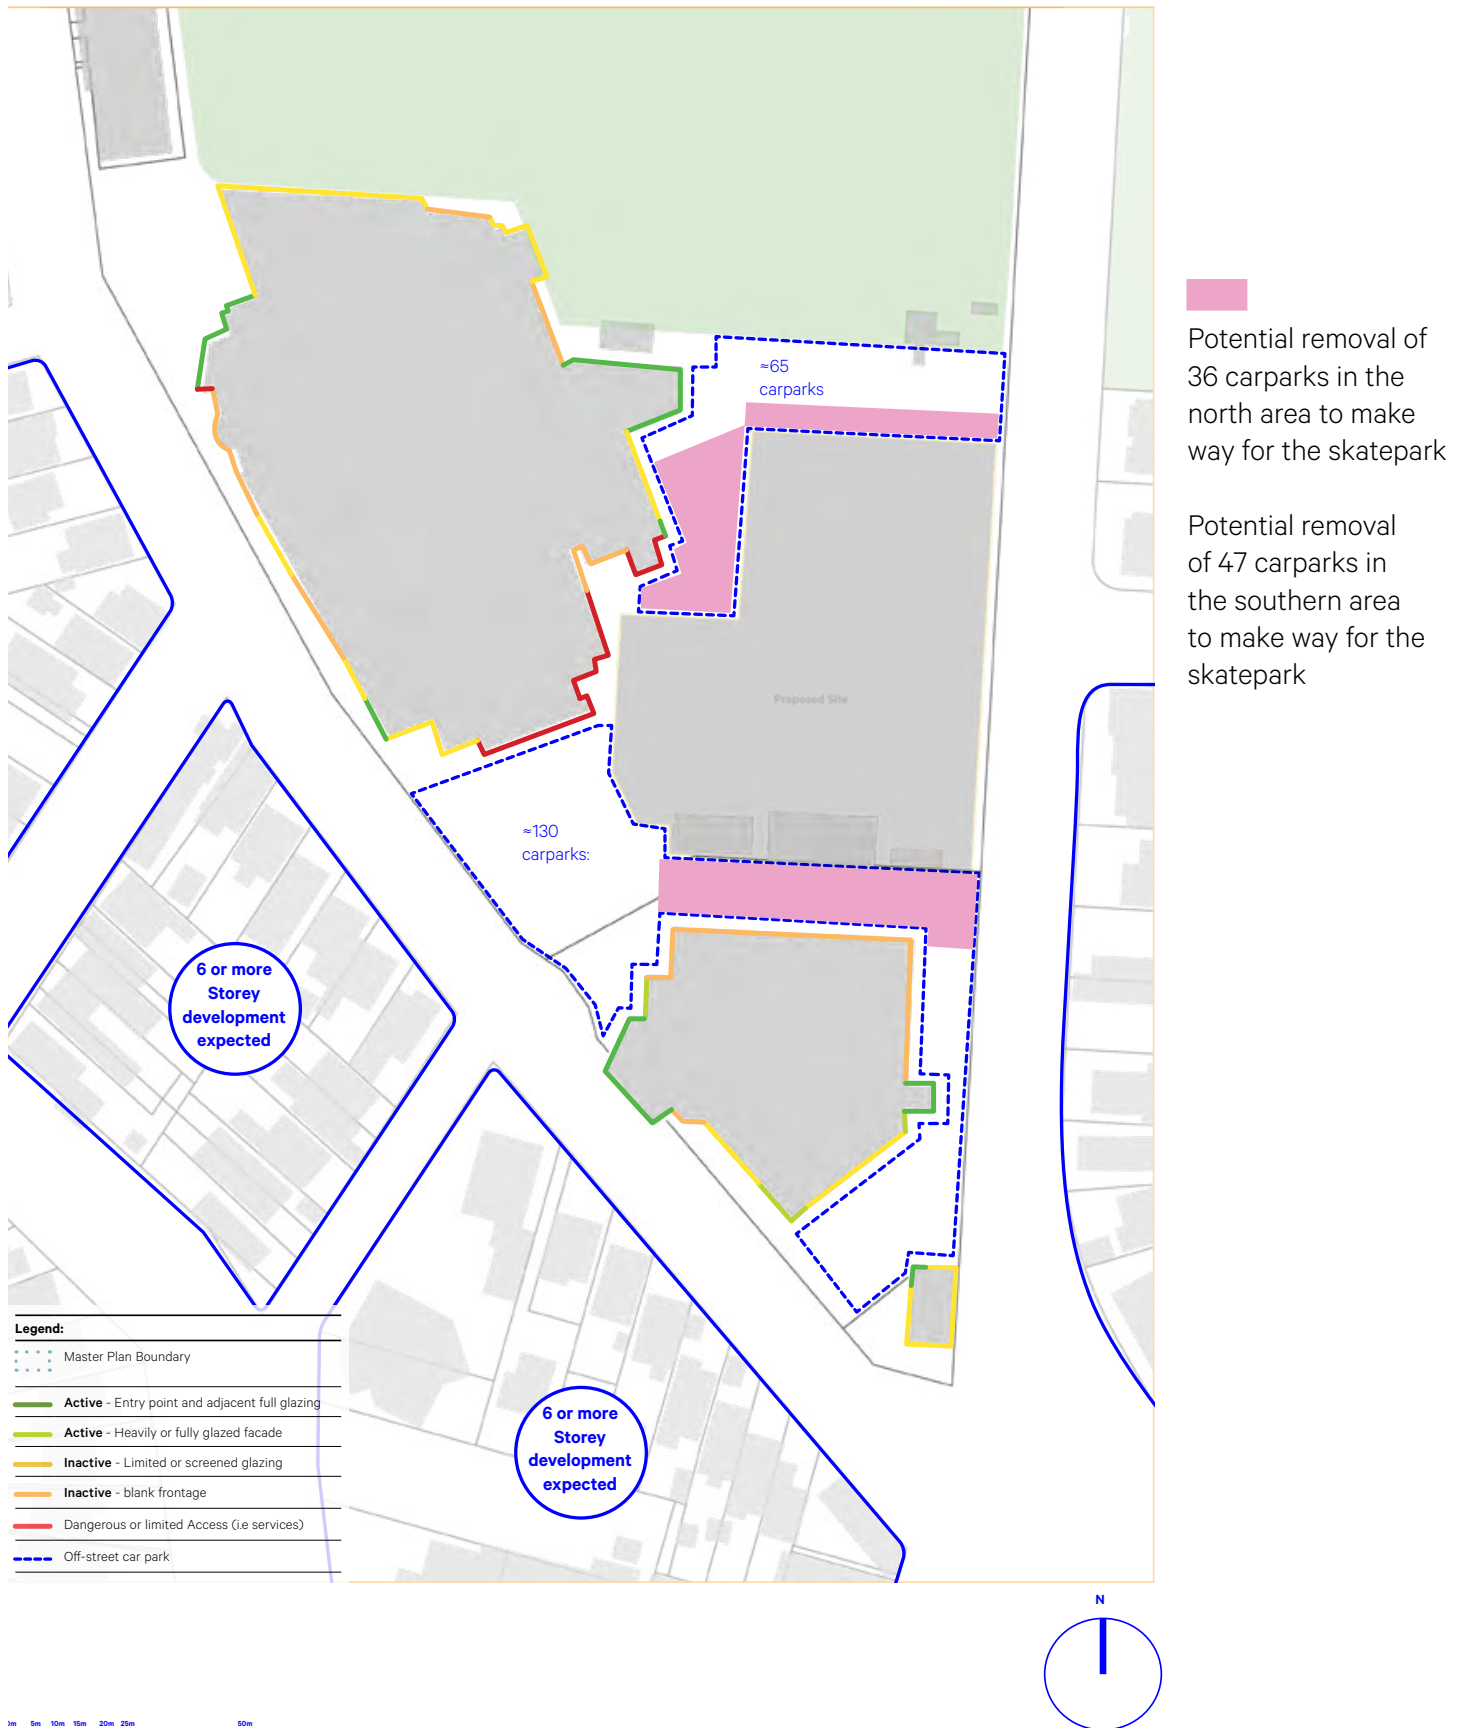 ≈65
carparks
Potential removal of
36 carparks in the
north area to make
way for the skatepark
Potential removal
of 47 carparks in
the southern area
to make way for the
skatepark
Proposed Site
≈130
carparks:
6 or more
Storey
development
expected
6 or more
Storey
development
expected
Legend:
Master Plan Boundary
Active - Entry point and adjacent full glazing
Active - Heavily or fully glazed facade
Inactive - Limited or screened glazing
Inactive - blank frontage
Dangerous or limited Access (i.e services)
Off-street car park
N
0m 5m 10m 15m 20m 25m 50m